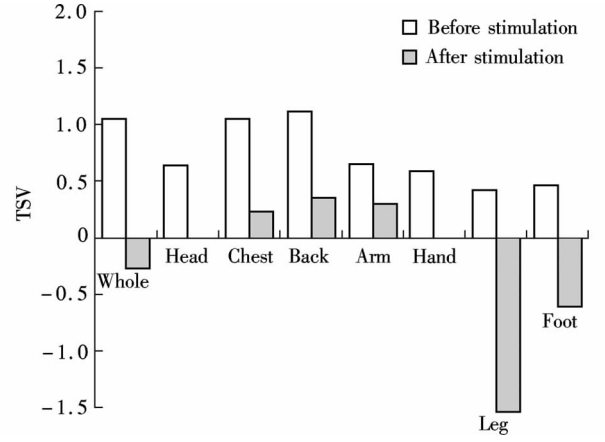 2.0
1.5
1.0
0.5
0
-0.5
-1.0
-1.5
TSV
Before stimulation
After stimulation
Whole
Head
Chest
Back
Arm
Hand
Leg
Foot